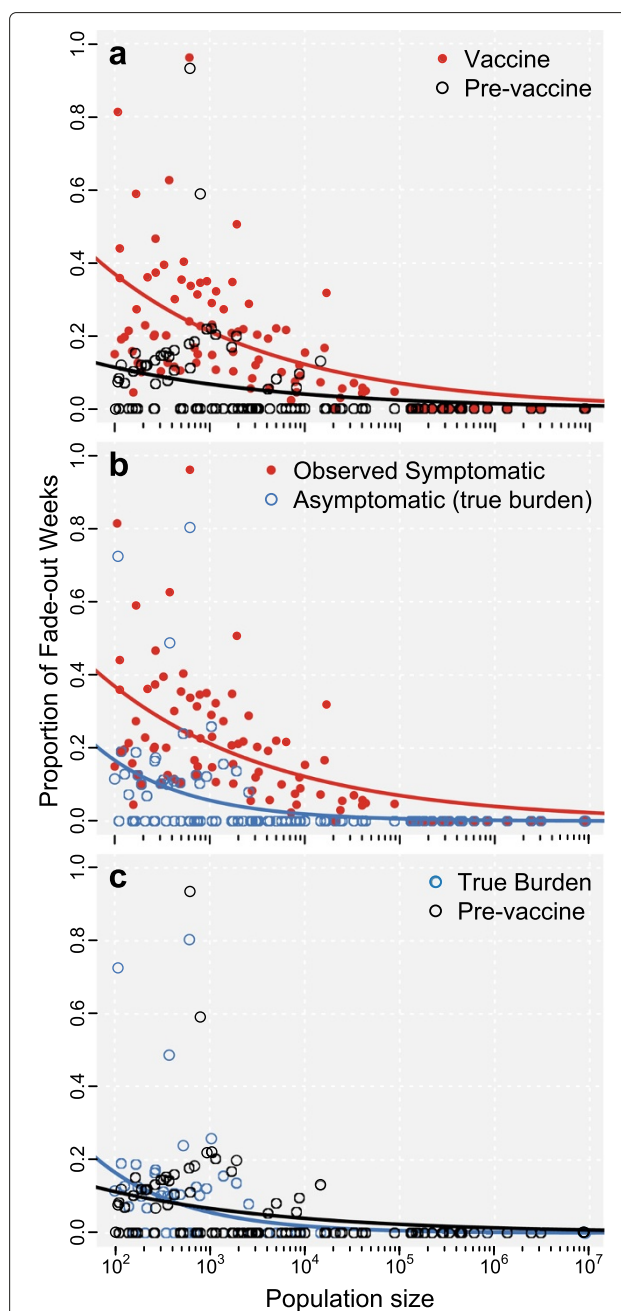 a
Vaccine
Pre-vaccine
1.0
0.8
0.6
0.4
0.2
0.0
b
Observed Symptomatic
Asymptomatic (true burden)
1.0
0.8
0.6
0.4
0.2
0.0
Proportion of Fade-out Weeks
c
True Burden
Pre-vaccine
1.0
0.8
0.6
0.4
0.2
0.0
10² 10³ 10⁴ 10⁵ 10⁶ 10⁷
Population size